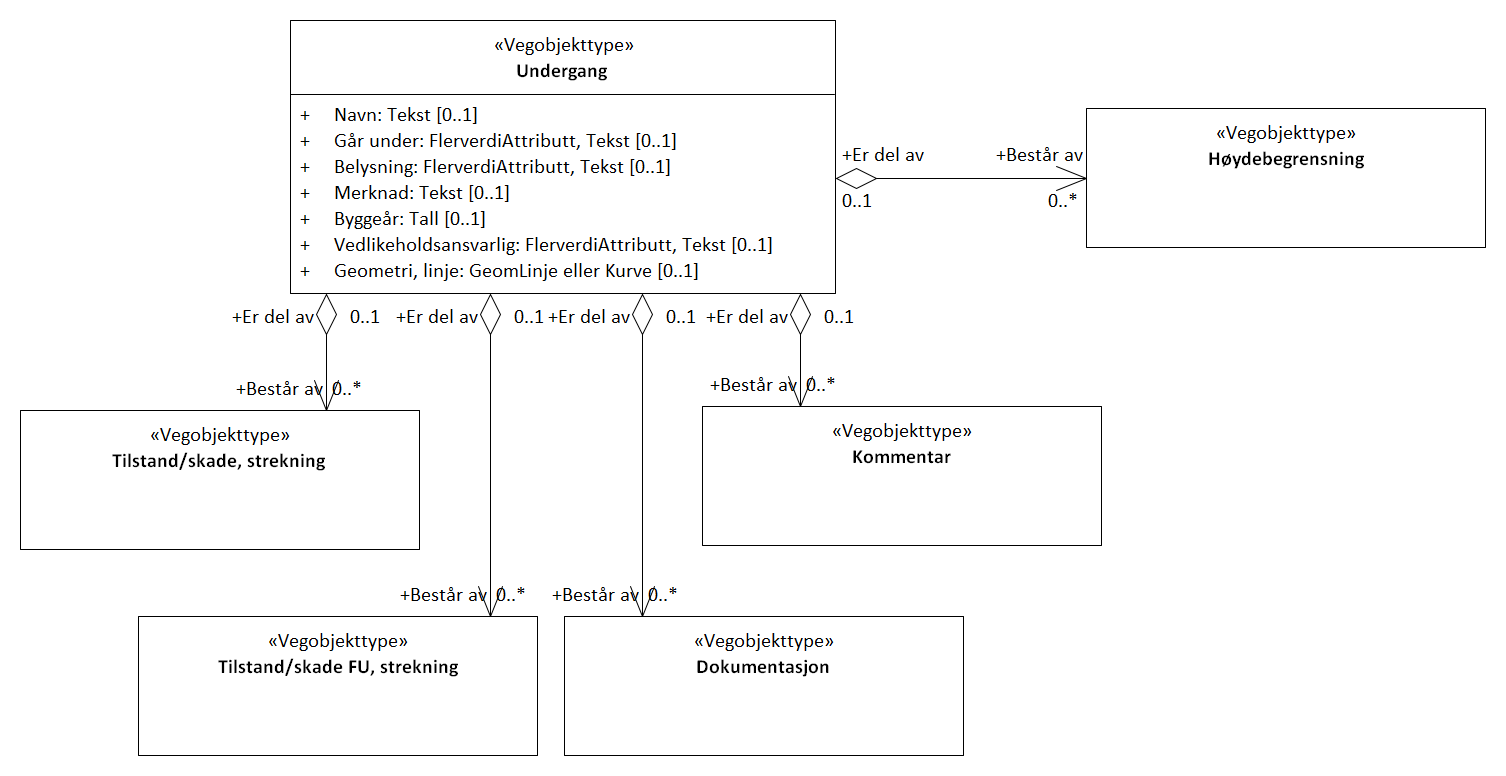 «Vegobjekttype»
Undergang
+ Navn: Tekst [0..1]
+ Går under: FlerverdiAttributt, Tekst [0..1]
+ Belysning: FlerverdiAttributt, Tekst [0..1]
+ Merknad: Tekst [0..1]
+ Byggeår: Tall [0..1]
+ Vedlikeholdsansvarlig: FlerverdiAttributt, Tekst [0..1]
+ Geometri, linje: GeomLinje eller Kurve [0..1]
+Er del av
+Består av
0..1
0..*
«Vegobjekttype»
Høydebegrensning
+Er del av 0..1
+Er del av 0..1
+Er del av 0..1
+Er del av 0..1
+Består av 0..*
+Består av 0..*
«Vegobjekttype»
Tilstand/skade, strekning
«Vegobjekttype»
Kommentar
+Består av 0..*
+Består av 0..*
«Vegobjekttype»
Tilstand/skade FU, strekning
«Vegobjekttype»
Dokumentasjon